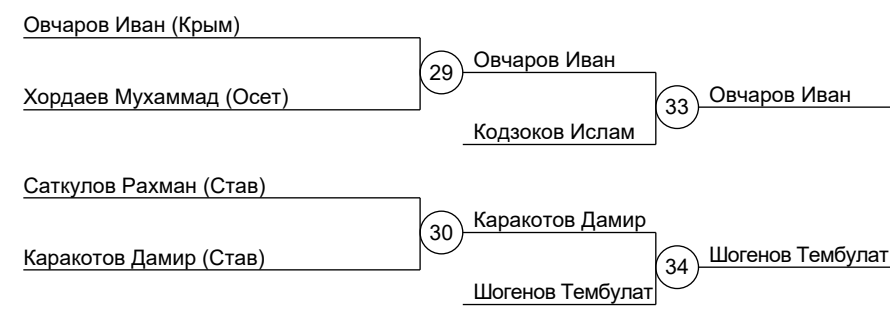 Овчаров Иван (Крым)
29
Овчаров Иван
Хордаев Мухаммад (Осет)
33
Овчаров Иван
Кодзоков Ислам
Саткулов Рахман (Став)
30
Каракотов Дамир
Каракотов Дамир (Став)
34
Шогенов Тембулат
Шогенов Тембулат